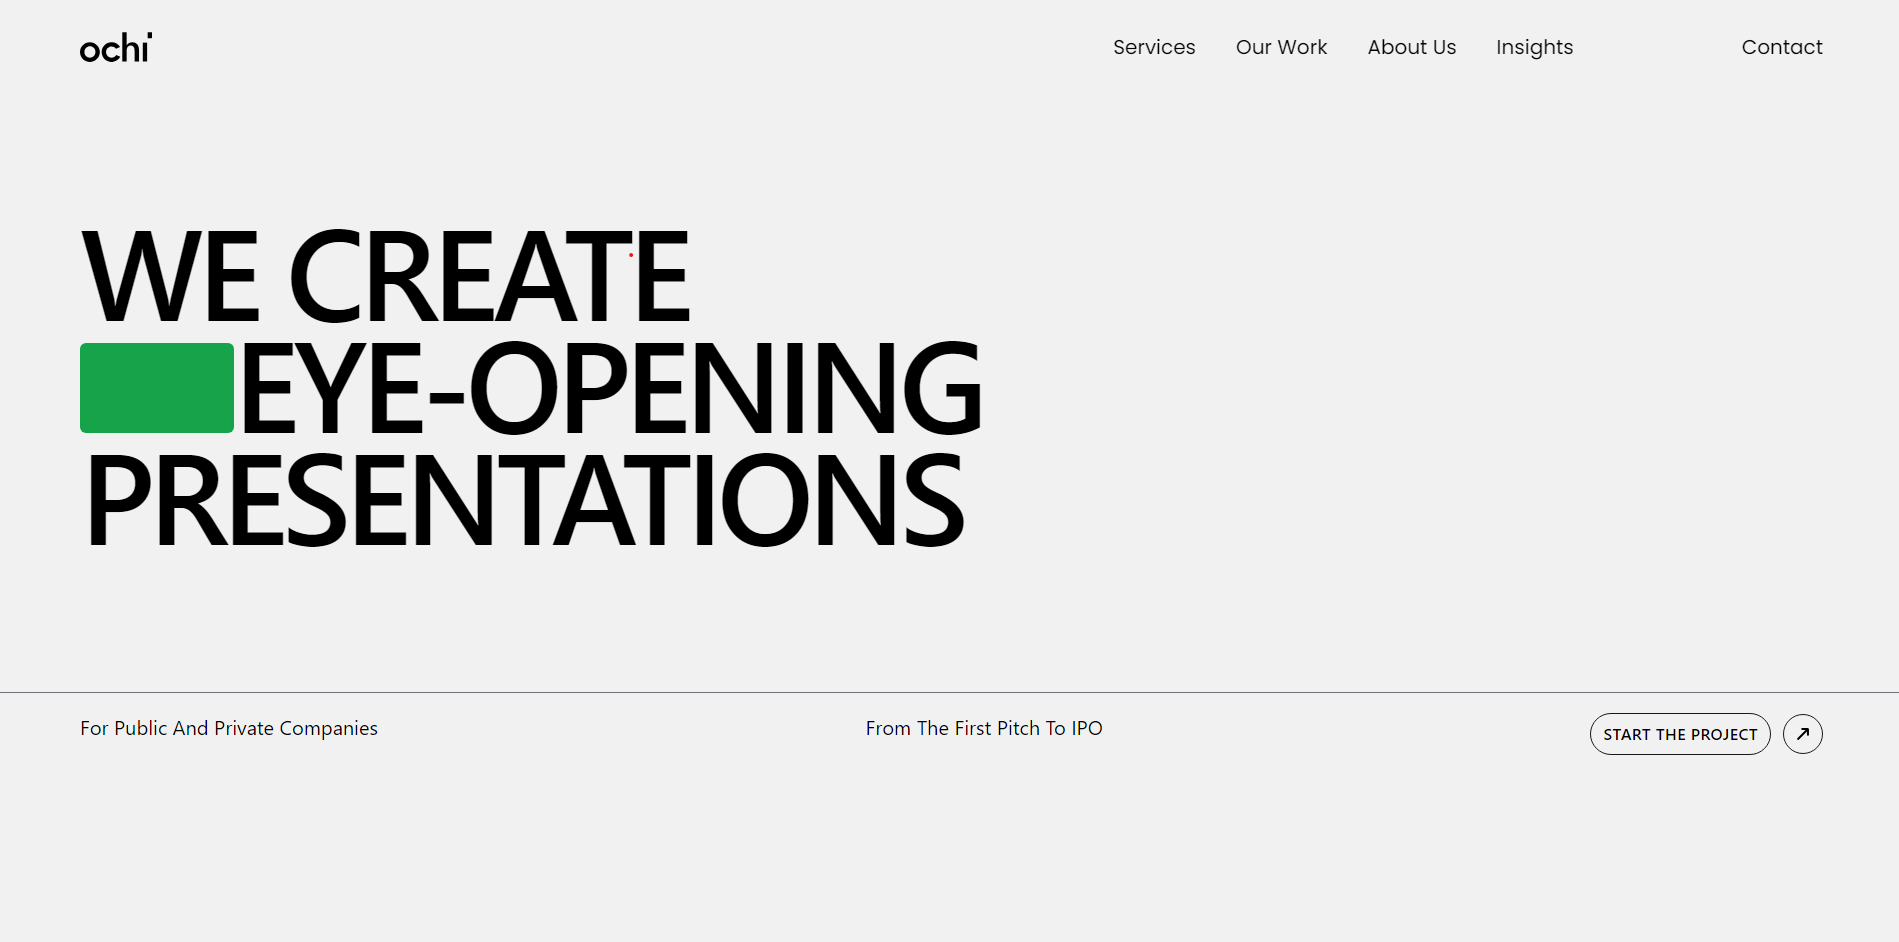 ochi
Services Our Work About Us Insights Contact
WE CREATE
EYE-OPENING
PRESENTATIONS
For Public And Private Companies
From The First Pitch To IPO
START THE PROJECT